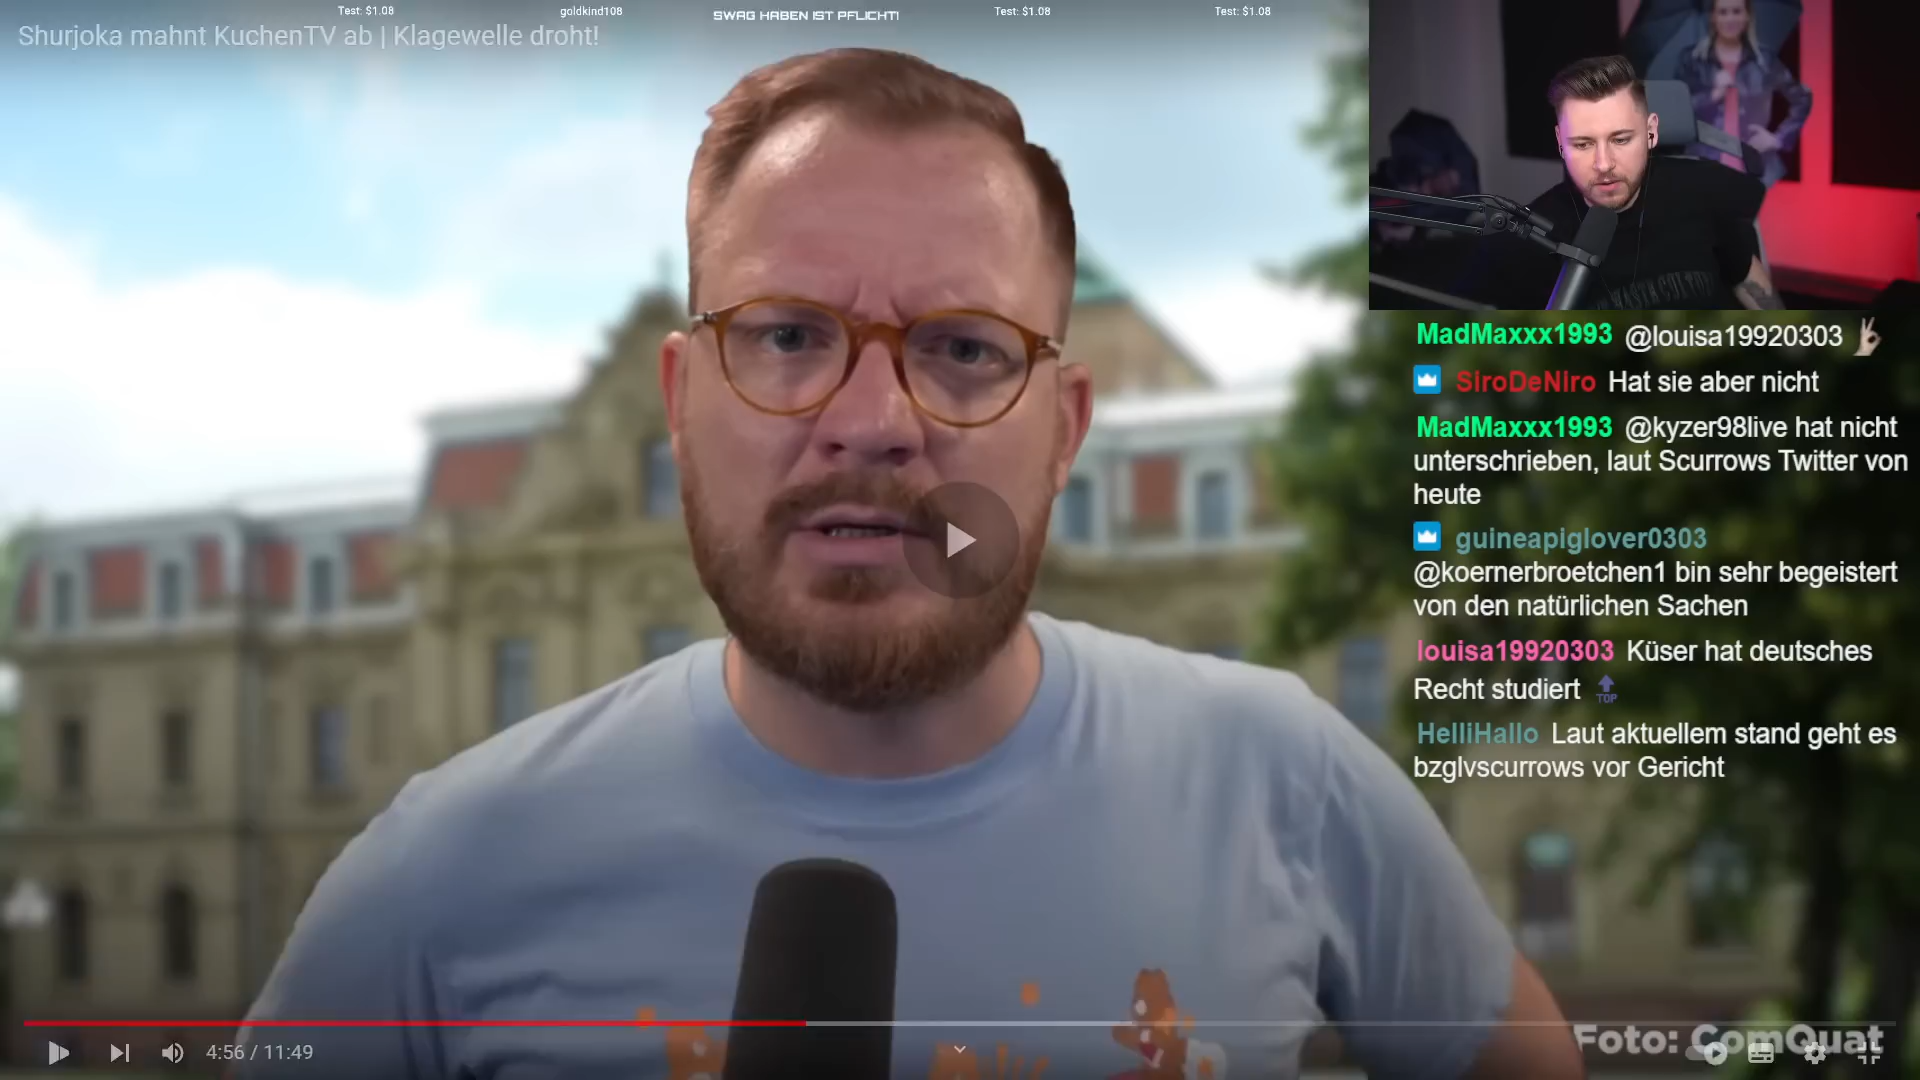 Test: $1.08
goldkind108
SWAG HABEN IST PFLICHT!
Test: $1.08
Test: $1.08
Shurjoka mahnt KuchenTV ab | Klagewelle droht!
MadMaxxx1993 @louisa19920303
SiroDeNiro Hat sie aber nicht
MadMaxxx1993 @kyzer98live hat nicht
unterschrieben, laut Scurrows Twitter von
heute
guineapiglover0303
@koernerbroetchen1 bin sehr begeistert
von den natürlichen Sachen
louisa19920303 Küser hat deutsches
Recht studiert TOP
HelliHallo Laut aktuellem stand geht es
bzglvscurrows vor Gericht
4:56 / 11:49
Foto: ComQuat